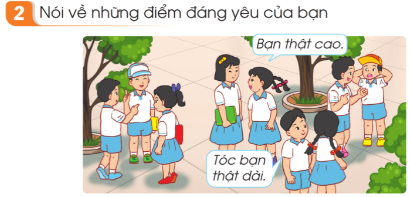 2 Nói về những điểm đáng yêu của bạn
Bạn thật cao.
Tóc bạn
thật dài.